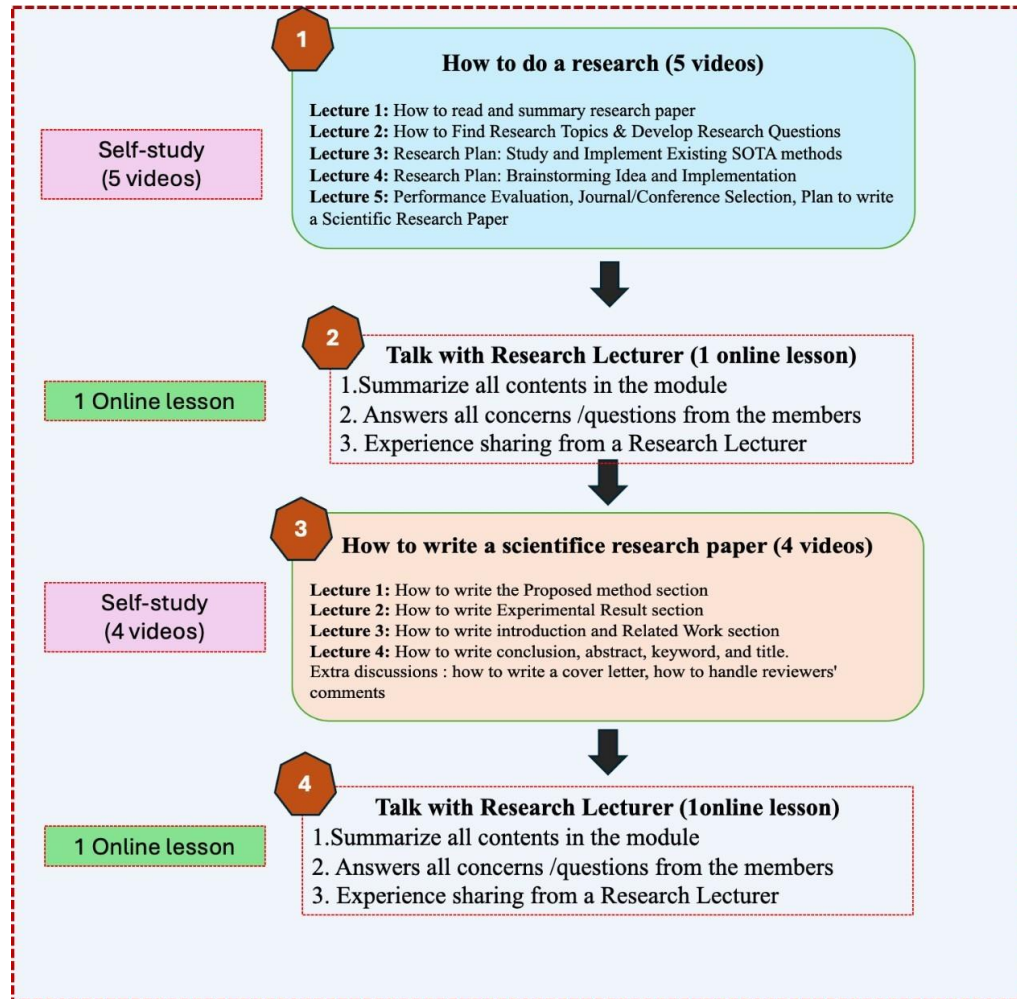 1
How to do a research (5 videos)
Lecture 1: How to read and summary research paper
Lecture 2: How to Find Research Topics & Develop Research Questions
Lecture 3: Research Plan: Study and Implement Existing SOTA methods
Lecture 4: Research Plan: Brainstorming Idea and Implementation
Lecture 5: Performance Evaluation, Journal/Conference Selection, Plan to write
a Scientific Research Paper
Self-study
(5 videos)
2
Talk with Research Lecturer (1 online lesson)
1.Summarize all contents in the module
2. Answers all concerns /questions from the members
3. Experience sharing from a Research Lecturer
1 Online lesson
3
How to write a scientifice research paper (4 videos)
Lecture 1: How to write the Proposed method section
Lecture 2: How to write Experimental Result section
Lecture 3: How to write introduction and Related Work section
Lecture 4: How to write conclusion, abstract, keyword, and title.
Extra discussions : how to write a cover letter, how to handle reviewers'
comments
Self-study
(4 videos)
4
Talk with Research Lecturer (1online lesson)
1.Summarize all contents in the module
2. Answers all concerns /questions from the members
3. Experience sharing from a Research Lecturer
1 Online lesson